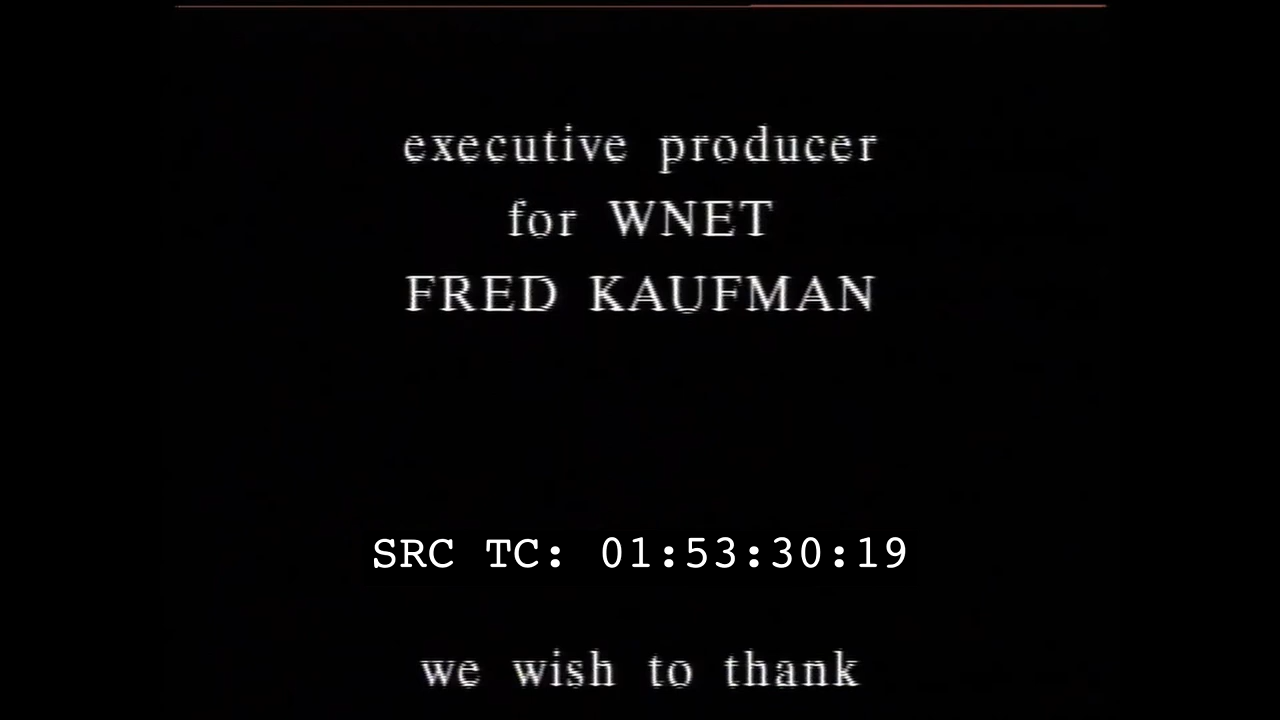 executive producer
for WNET
FRED KAUFMAN
SRC TC: 01:53:30:19
we wish to thank